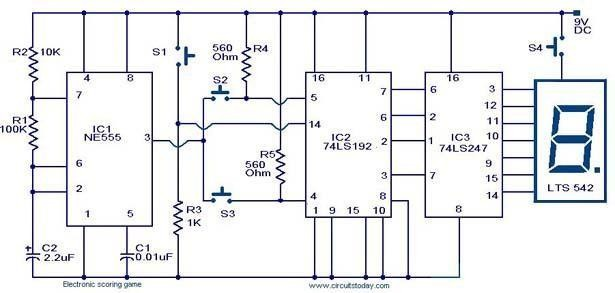 9V
DC
R2 10K
S1
560
Ohm
R4
S4
S2
4 8
16 11
16
7
5
7 6
3
12
R1
100K
IC1
NE555
3
14
6 2
11
IC2
74LS192
IC3
74LS247
10
6
R5
2 1
9
560
Ohm
15
2
3 7
14
LTS 542
S3
4
R3
1K
1 5
1 9 15 8 10
8
C2
2.2uF
C1
0.01uF
Electronic scoring game
www.circuitstoday.com